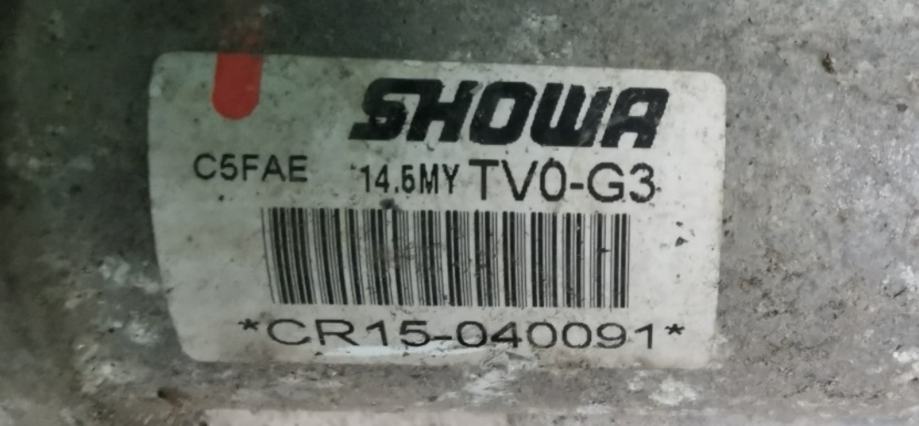 SHOWA
C5FAE 14.5MY TV0-G3
*CR15-040091*